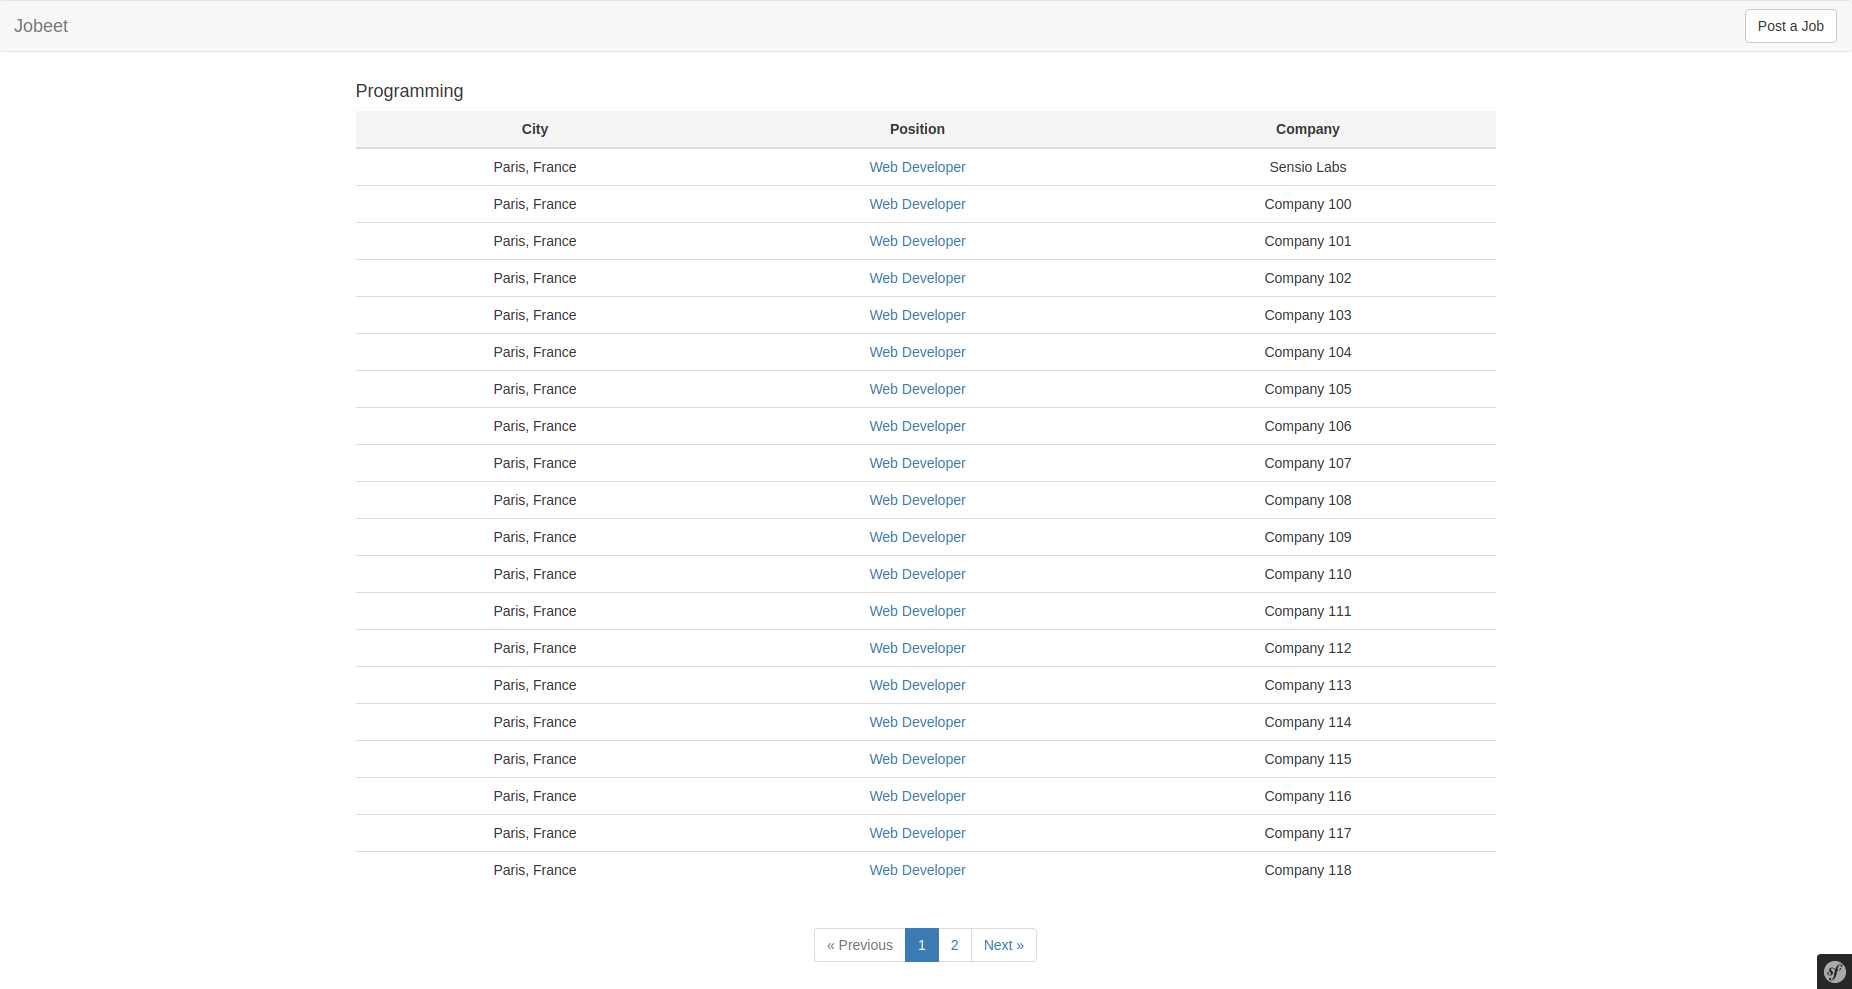 Jobeet Post a Job
Programming
City Position Company
Paris, France Web Developer Sensio Labs
Paris, France Web Developer Company 100
Paris, France Web Developer Company 101
Paris, France Web Developer Company 102
Paris, France Web Developer Company 103
Paris, France Web Developer Company 104
Paris, France Web Developer Company 105
Paris, France Web Developer Company 106
Paris, France Web Developer Company 107
Paris, France Web Developer Company 108
Paris, France Web Developer Company 109
Paris, France Web Developer Company 110
Paris, France Web Developer Company 111
Paris, France Web Developer Company 112
Paris, France Web Developer Company 113
Paris, France Web Developer Company 114
Paris, France Web Developer Company 115
Paris, France Web Developer Company 116
Paris, France Web Developer Company 117
Paris, France Web Developer Company 118
« Previous 1 2 Next »
sf